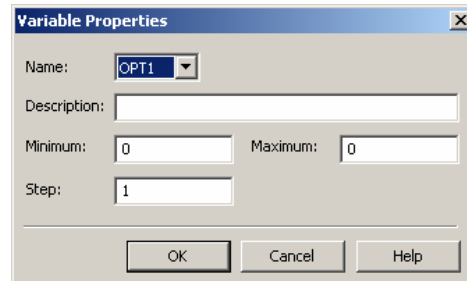 Variable Properties
Name: OPT1
Description:
Minimum: 0 Maximum: 0
Step: 1
OK Cancel Help